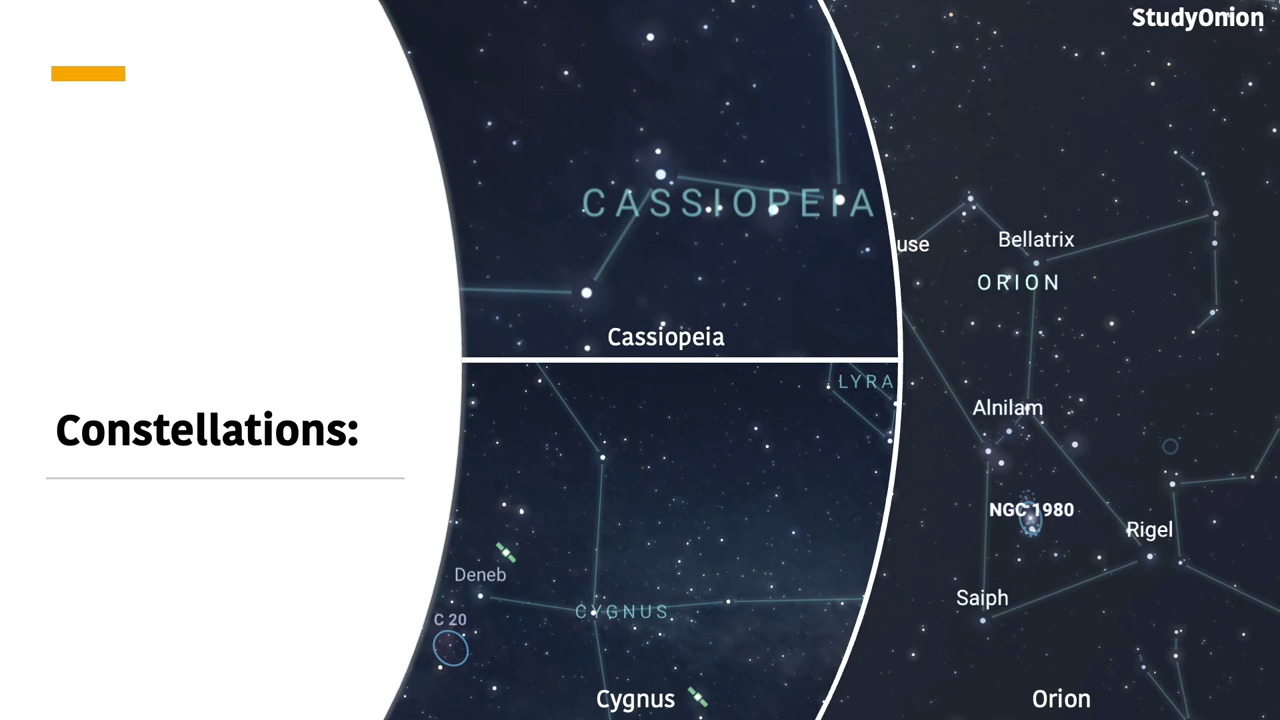 StudyOnion
Constellations:
CASSIOPEIA
Cassiopeia
LYRA
Deneb
CYGNUS
C 20
Cygnus
use
Bellatrix
ORION
Alnilam
NGC 1980
Rigel
Saiph
Orion